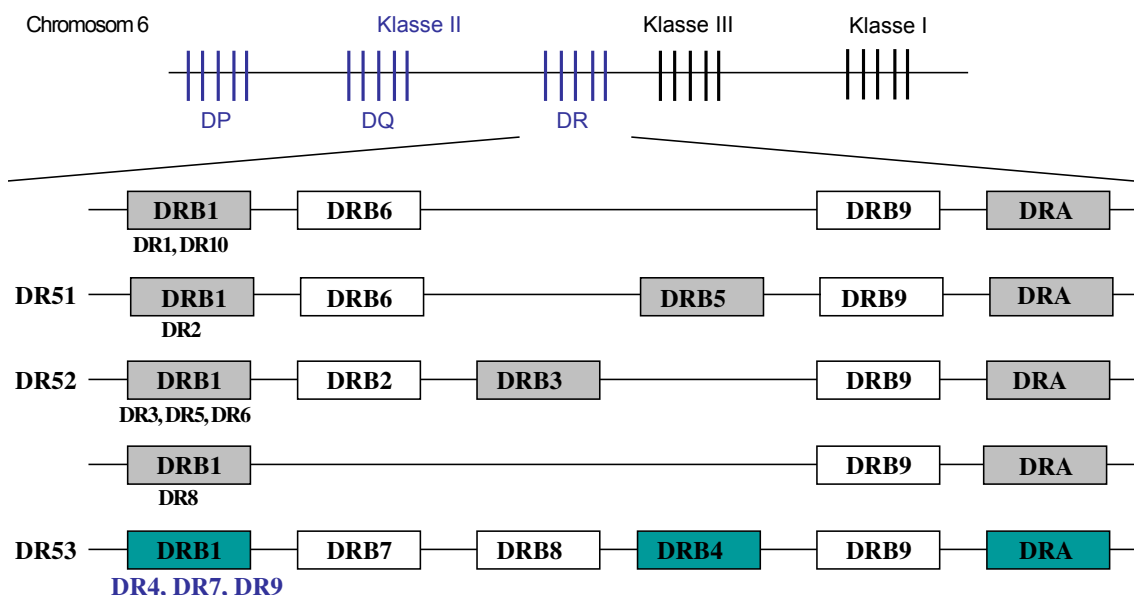 Chromosom 6 Klasse II Klasse III Klasse I
DP DQ DR
DRB1 DRB6 DRB9 DRA
DR1, DR10
DR51 DRB1 DRB6 DRB5 DRB9 DRA
DR2
DR52 DRB1 DRB2 DRB3 DRB9 DRA
DR3, DR5, DR6
DRB1 DRB9 DRA
DR8
DR53 DRB1 DRB7 DRB8 DRB4 DRB9 DRA
DR4, DR7, DR9